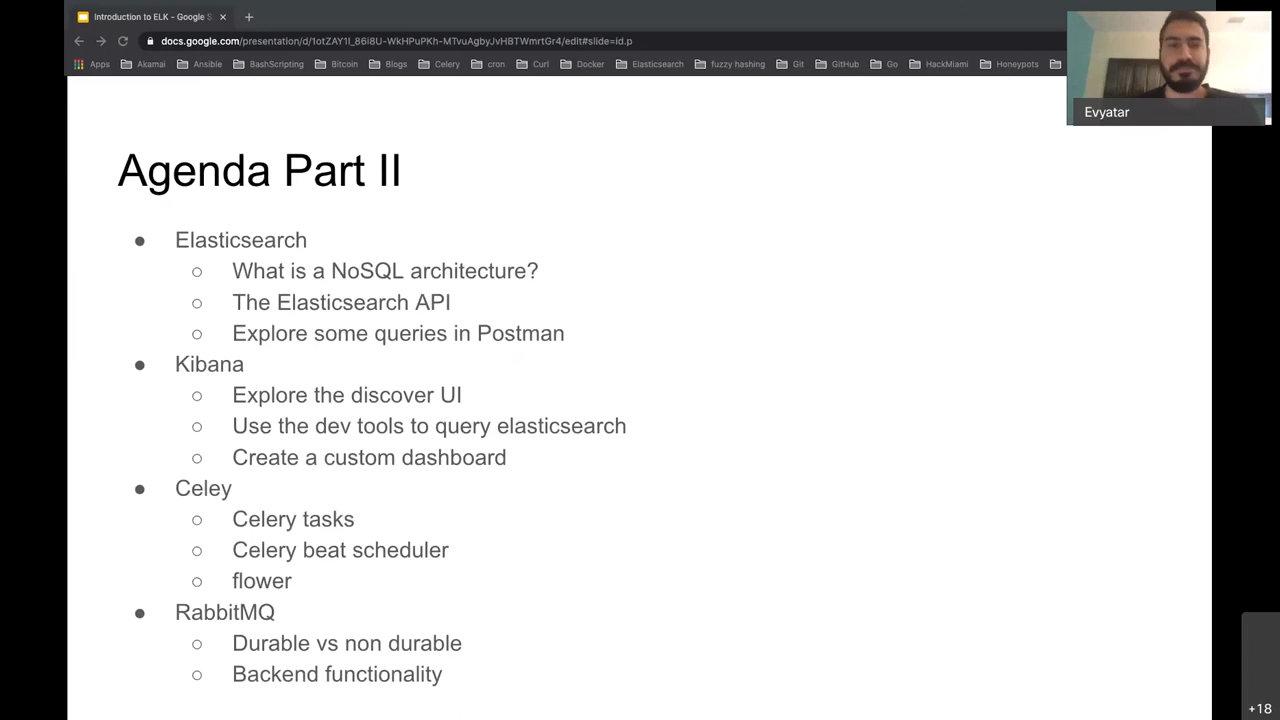 Introduction to ELK - Google S
docs.google.com/presentation/d/1otZAY1I_86i8U-WkHPuPKh-MTvuAgbyJvHBTWmrtGr4/edit#slide=id.p
Apps Akamai Ansible BashScripting Bitcoin Blogs Celery cron Curl Docker Elasticsearch fuzzy hashing Git GitHub Go HackMiami Honeypots
Evyatar
Agenda Part II
● Elasticsearch
○ What is a NoSQL architecture?
○ The Elasticsearch API
○ Explore some queries in Postman
● Kibana
○ Explore the discover UI
○ Use the dev tools to query elasticsearch
○ Create a custom dashboard
● Celey
○ Celery tasks
○ Celery beat scheduler
○ flower
● RabbitMQ
○ Durable vs non durable
○ Backend functionality
+18